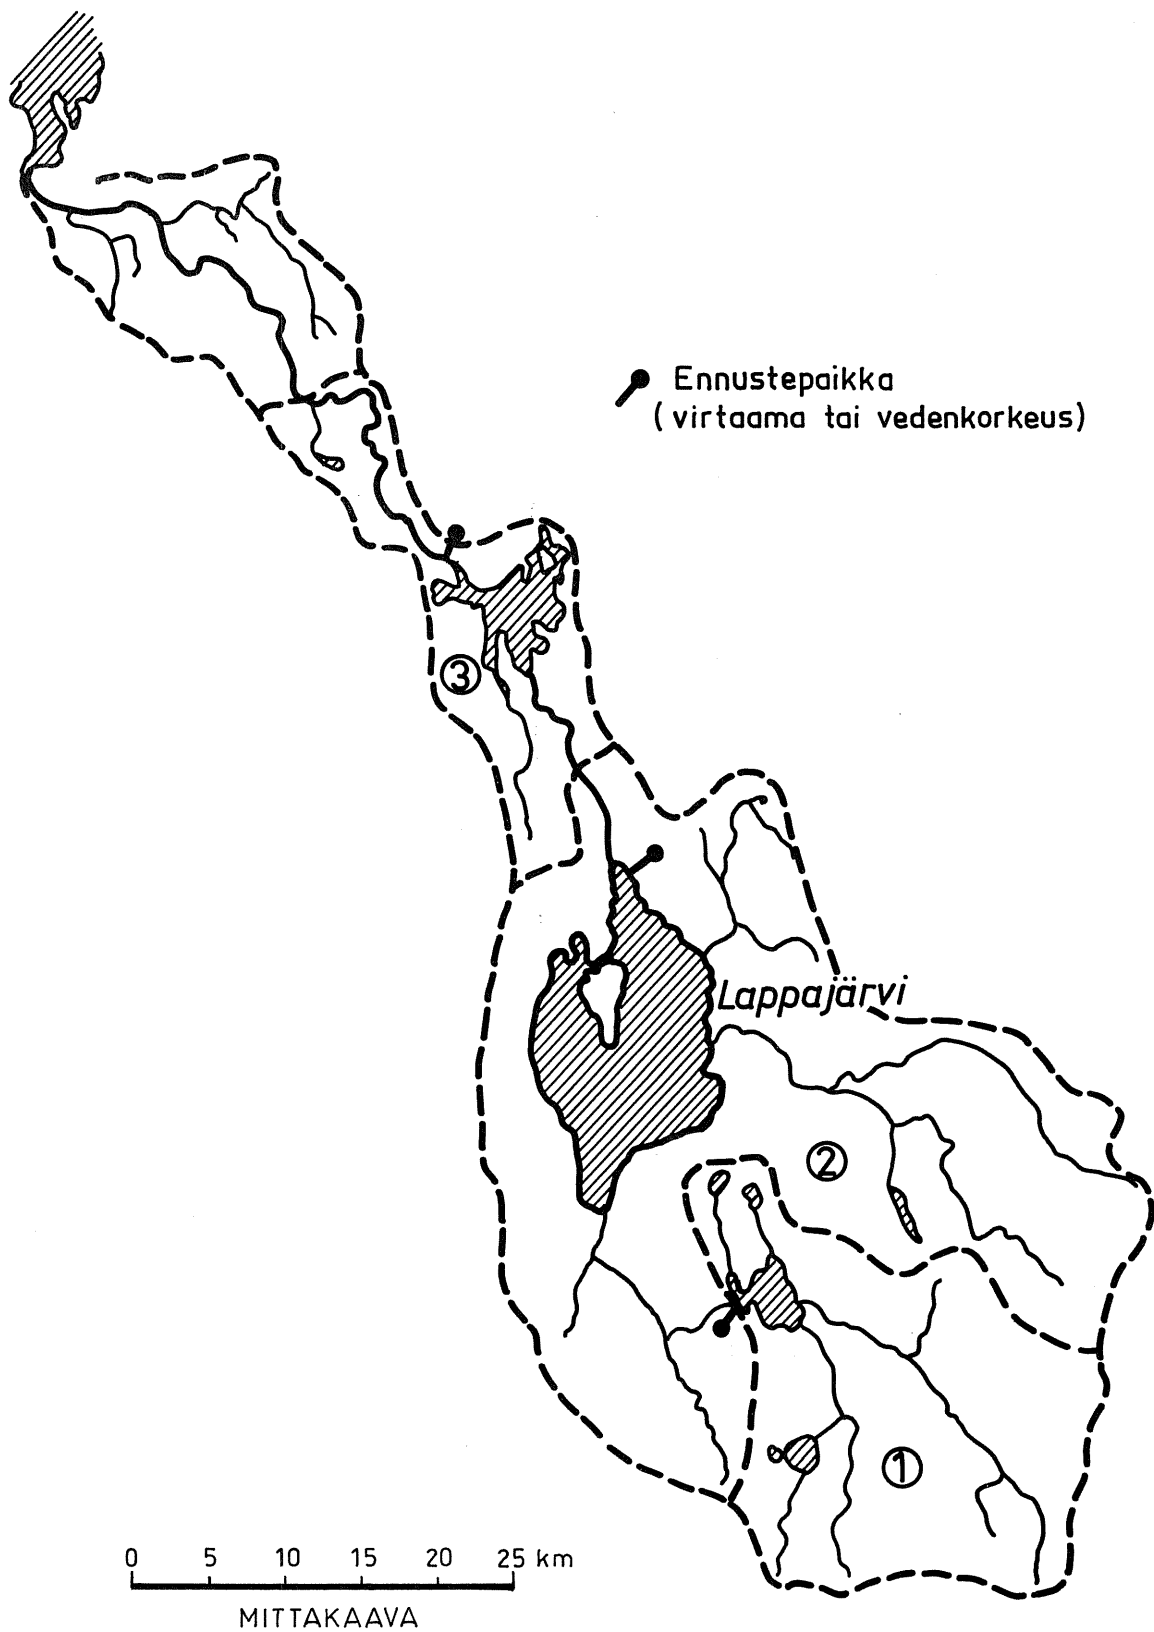 Ennustepaikka
(virtaama tai vedenkorkeus)
3
Lappajärvi
2
1
0 5 10 15 20 25 km
MITTAKAAVA